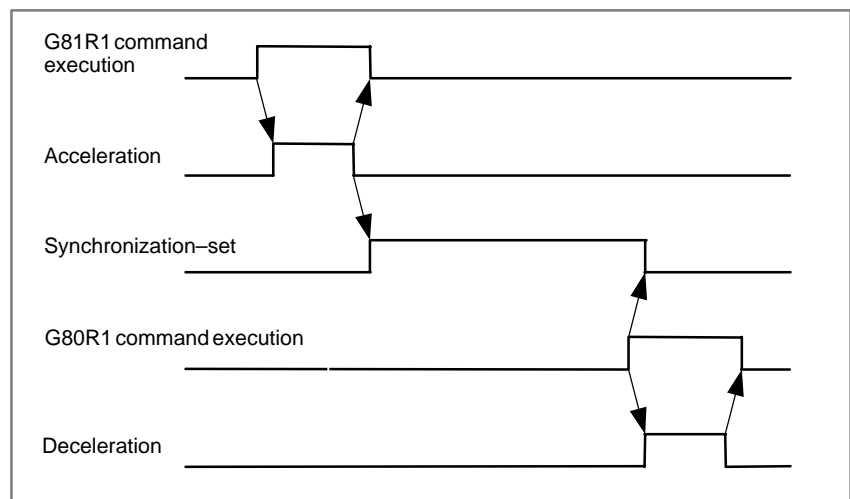 G81R1 command
execution
Acceleration
Synchronization–set
G80R1 command execution
Deceleration